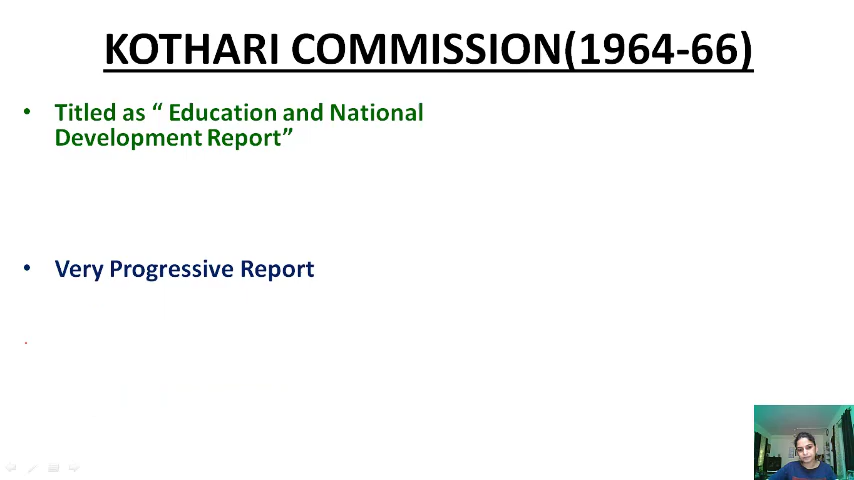 KOTHARI COMMISSION(1964-66)
• Titled as “ Education and National
Development Report”
• Very Progressive Report